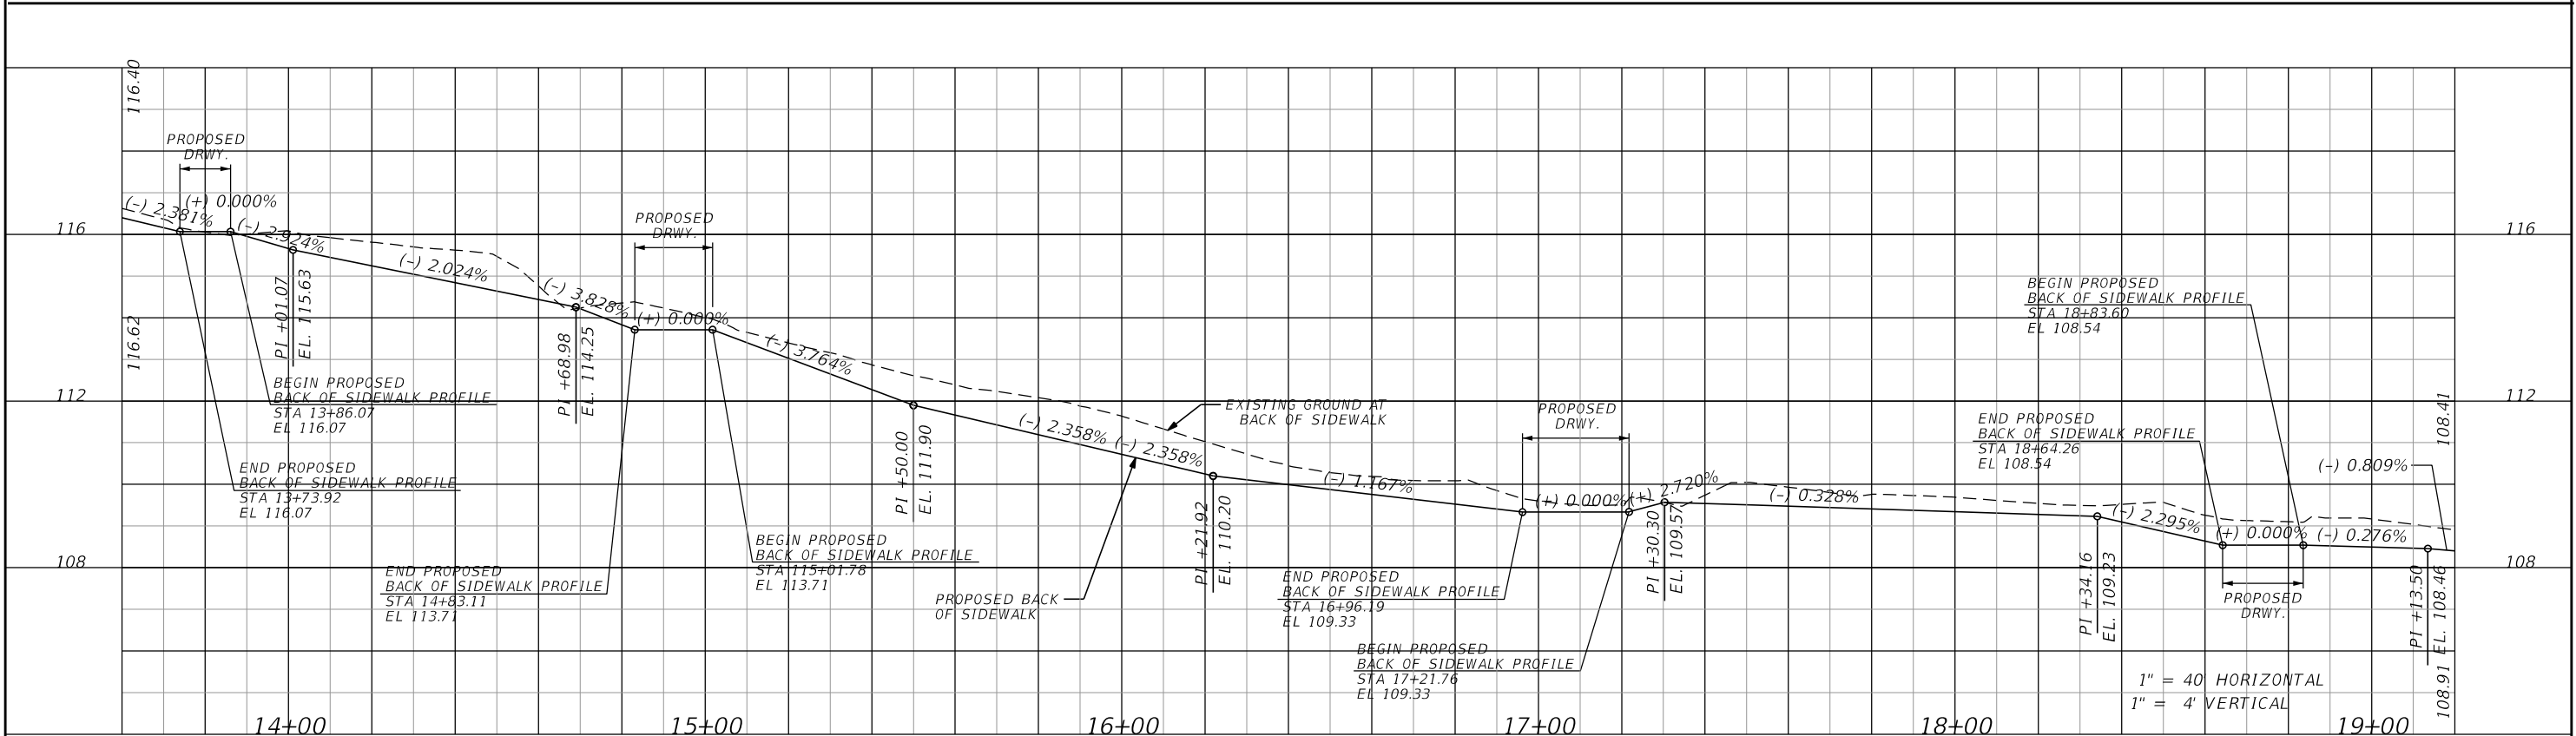 116.40
PROPOSED
DRWY.
(-) 2.381%
(+) 0.000%
(-) 2.924%
116
116
(-) 2.024%
PI +01.07
EL. 115.63
116.62
PROPOSED
DRWY.
(-) 3.828%
(+) 0.000%
PI +68.98
EL. 114.25
(-) 3.764%
112
112
BEGIN PROPOSED
BACK OF SIDEWALK PROFILE
STA 13+86.07
EL 116.07
END PROPOSED
BACK OF SIDEWALK PROFILE
STA 13+73.92
EL 116.07
END PROPOSED
BACK OF SIDEWALK PROFILE
STA 14+83.11
EL 113.71
BEGIN PROPOSED
BACK OF SIDEWALK PROFILE
STA 115+01.78
EL 113.71
PI +50.00
EL. 111.90
(-) 2.358%
(-) 2.358%
EXISTING GROUND AT
BACK OF SIDEWALK
PROPOSED BACK
OF SIDEWALK
PI +21.92
EL. 110.20
(-) 1.167%
PROPOSED
DRWY.
(+) 0.000%
(+) 2.720%
END PROPOSED
BACK OF SIDEWALK PROFILE
STA 16+96.19
EL 109.33
BEGIN PROPOSED
BACK OF SIDEWALK PROFILE
STA 17+21.76
EL 109.33
PI +30.30
EL. 109.57
(-) 0.328%
BEGIN PROPOSED
BACK OF SIDEWALK PROFILE
STA 18+83.60
EL 108.54
END PROPOSED
BACK OF SIDEWALK PROFILE
STA 18+64.26
EL 108.54
PI +34.16
EL. 109.23
(-) 2.295%
(+) 0.000%
(-) 0.276%
(-) 0.809%
PROPOSED
DRWY.
PI +13.50
EL. 108.46
108.41
108.91
108
108
1" = 40' HORIZONTAL
1" = 4' VERTICAL
14+00
15+00
16+00
17+00
18+00
19+00